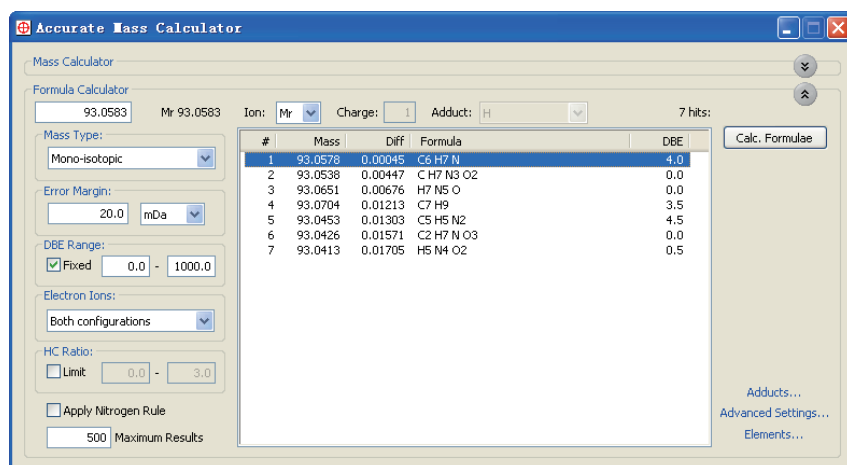 Accurate Mass Calculator
Mass Calculator
Formula Calculator
93.0583 Mr 93.0583 Ion: Mr Charge: 1 Adduct: H 7 hits:
Mass Type:
Mono-isotopic
Error Margin:
20.0 mDa
DBE Range:
Fixed 0.0 - 1000.0
Electron Ions:
Both configurations
HC Ratio:
Limit 0.0 - 3.0
Apply Nitrogen Rule
500 Maximum Results
# Mass Diff Formula DBE
1 93.0578 0.00045 C6 H7 N 4.0
2 93.0538 0.00447 C H7 N3 O2 0.0
3 93.0651 0.00676 H7 N5 O 0.0
4 93.0704 0.01213 C7 H9 3.5
5 93.0453 0.01303 C5 H5 N2 4.5
6 93.0426 0.01571 C2 H7 N O3 0.0
7 93.0413 0.01705 H5 N4 O2 0.5
Calc. Formulae
Adducts...
Advanced Settings...
Elements...